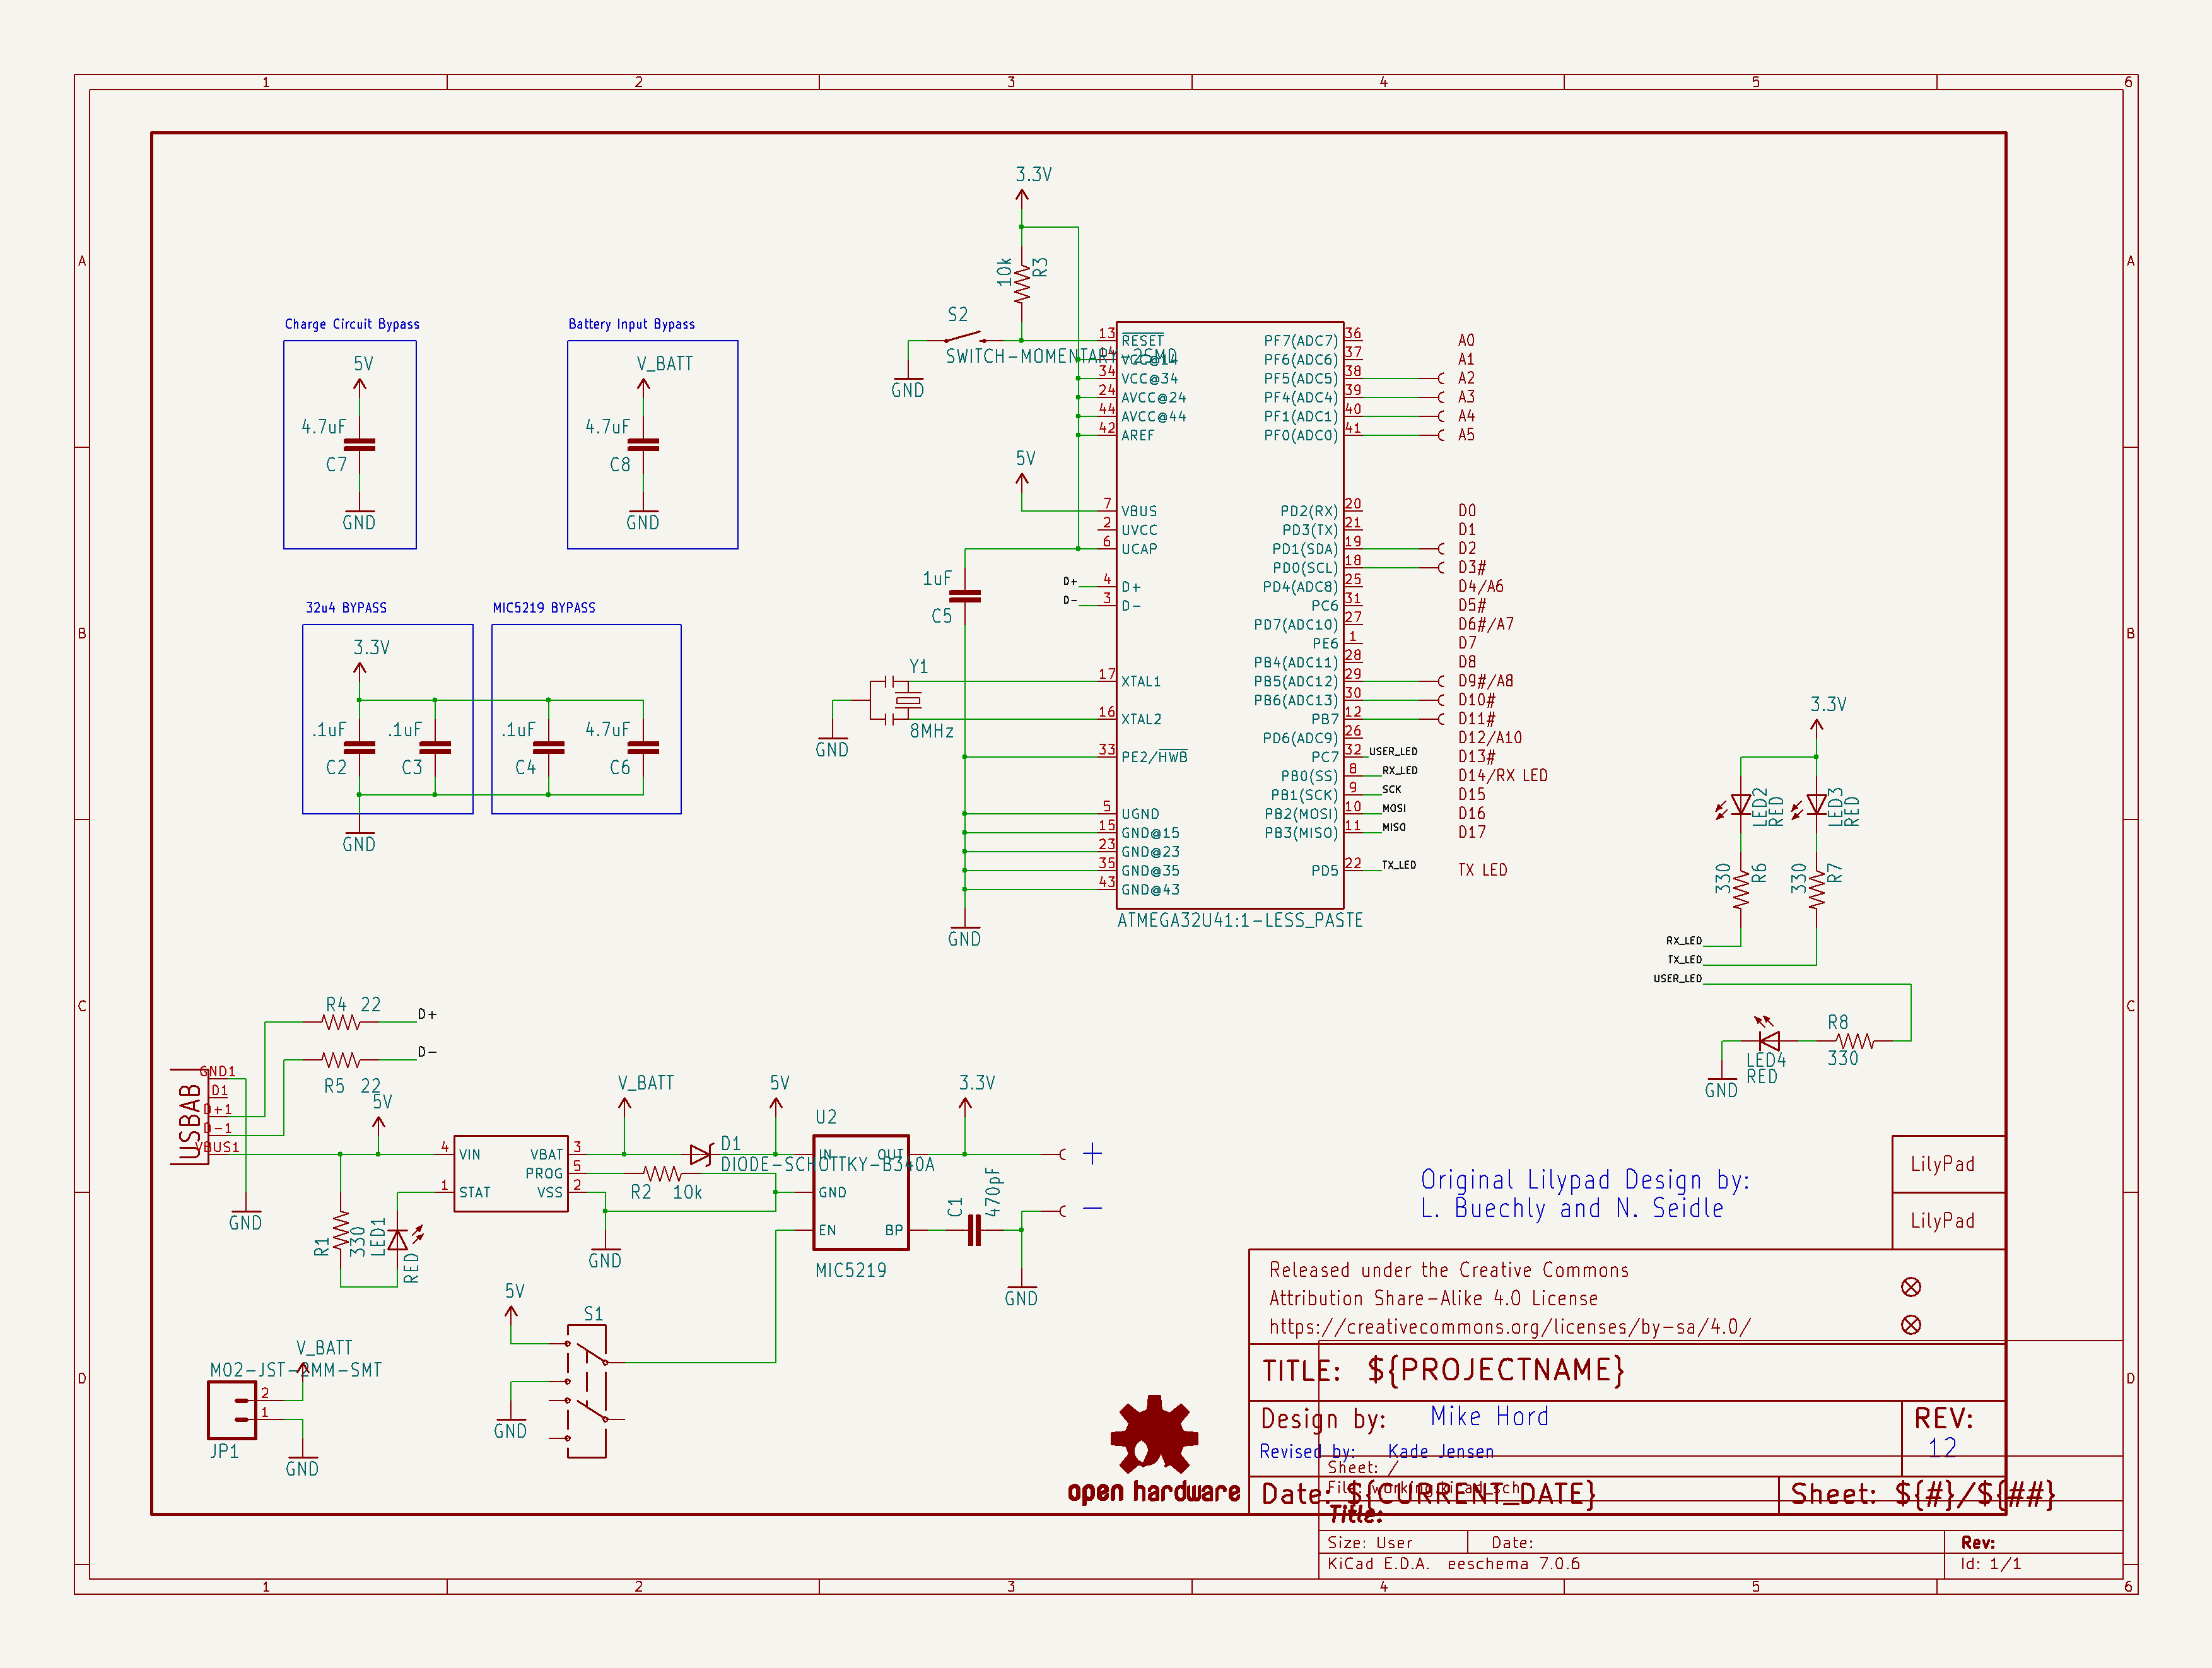 1 2 3 4 5 6
A
B
C
D
A
B
C
D
1 2 3 4 5 6
3.3V
10k
R3
S2
SWITCH-MOMENTARY-2SMD
GND
Charge Circuit Bypass
5V
4.7uF
C7
GND
Battery Input Bypass
V_BATT
4.7uF
C8
GND
5V
13 RESET
14 VCC@14
34 VCC@34
24 AVCC@24
44 AVCC@44
42 AREF
7 VBUS
2 UVCC
6 UCAP
D+ 4 D+
D- 3 D-
17 XTAL1
16 XTAL2
33 PE2/HWB
5 UGND
15 GND@15
23 GND@23
35 GND@35
43 GND@43
PF7(ADC7) 36 A0
PF6(ADC6) 37 A1
PF5(ADC5) 38 A2
PF4(ADC4) 39 A3
PF1(ADC1) 40 A4
PF0(ADC0) 41 A5
PD2(RX) 20 D0
PD3(TX) 21 D1
PD1(SDA) 19 D2
PD0(SCL) 18 D3#
PD4(ADC8) 25 D4/A6
PC6 31 D5#
PD7(ADC10) 27 D6#/A7
PE6 1 D7
PB4(ADC11) 28 D8
PB5(ADC12) 29 D9#/A8
PB6(ADC13) 30 D10#
PB7 12 D11#
PD6(ADC9) 26 D12/A10
PC7 32 USER_LED D13#
PB0(SS) 8 RX_LED D14/RX LED
PB1(SCK) 9 SCK D15
PB2(MOSI) 10 MOSI D16
PB3(MISO) 11 MISO D17
PD5 22 TX_LED TX LED
ATMEGA32U41:1-LESS_PASTE
1uF
C5
Y1
8MHz
GND
GND
32u4 BYPASS
3.3V
.1uF
C2
.1uF
C3
GND
MIC5219 BYPASS
.1uF
C4
4.7uF
C6
3.3V
LED2
RED
LED3
RED
330
R6
330
R7
RX_LED
TX_LED
USER_LED
R8
330
LED4
RED
GND
R4 22
D+
D-
R5 22
USBAB
GND1
D1
D+1
D-1
VBUS1
GND
5V
4 VIN
1 STAT
VBAT 3
PROG 5
VSS 2
R1
330
LED1
RED
V_BATT
D1
DIODE-SCHOTTKY-B340A
R2 10k
GND
5V
U2
IN
GND
EN
OUT
BP
MIC5219
3.3V
C1
470pF
GND
+
-
5V
S1
GND
V_BATT
M02-JST-2MM-SMT
2
1
JP1
GND
open hardware
Original Lilypad Design by:
L. Buechly and N. Seidle
LilyPad
LilyPad
Released under the Creative Commons
Attribution Share-Alike 4.0 License
https://creativecommons.org/licenses/by-sa/4.0/
TITLE: ${PROJECTNAME}
Design by: Mike Hord
REV:
12
Revised by: Kade Jensen
Sheet: /
File: working.kicad_sch
Date: ${CURRENT_DATE}
Sheet: ${#}/${##}
Title:
Size: User Date: Rev:
KiCad E.D.A. eeschema 7.0.6 Id: 1/1